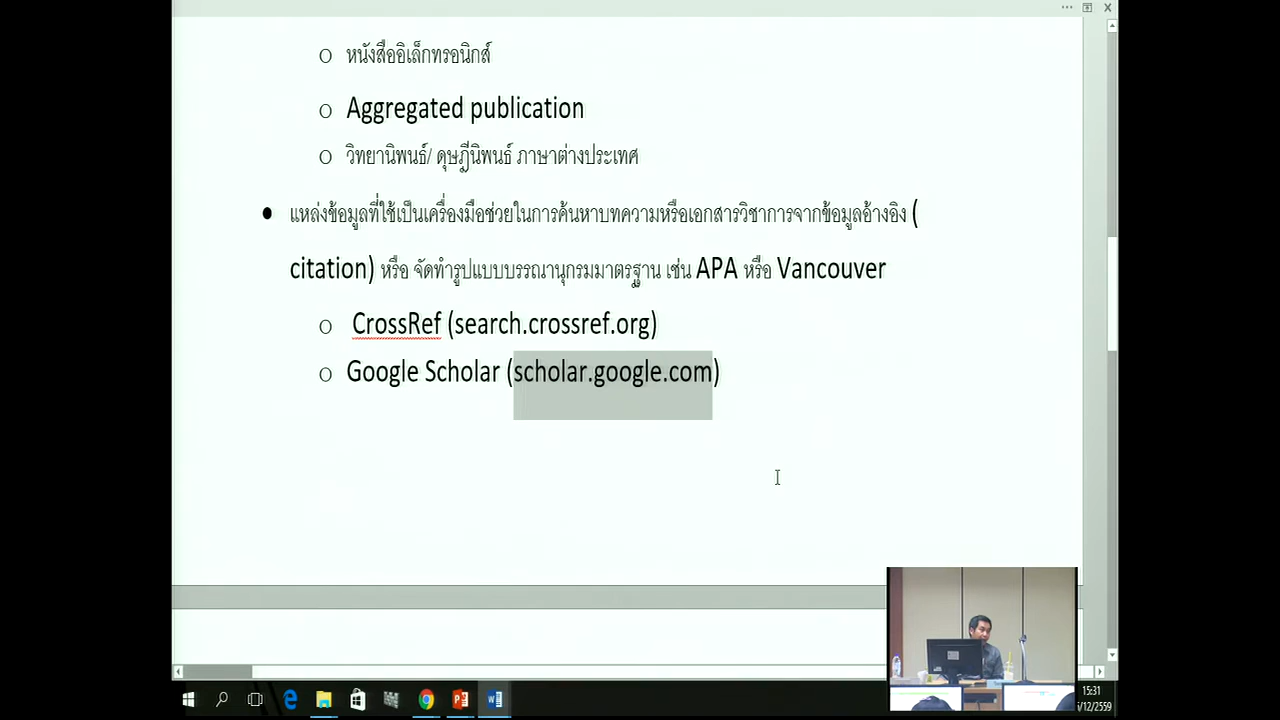 o หนังสืออิเล็กทรอนิกส์
o Aggregated publication
o วิทยานิพนธ์/ ดุษฎีนิพนธ์ ภาษาต่างประเทศ
• แหล่งข้อมูลที่ใช้เป็นเครื่องมือช่วยในการค้นหาบทความหรือเอกสารวิชาการจากข้อมูลอ้างอิง (
citation) หรือ จัดทำรูปแบบบรรณานุกรมมาตรฐาน เช่น APA หรือ Vancouver
o CrossRef (search.crossref.org)
o Google Scholar (scholar.google.com)
15:31
/12/2559